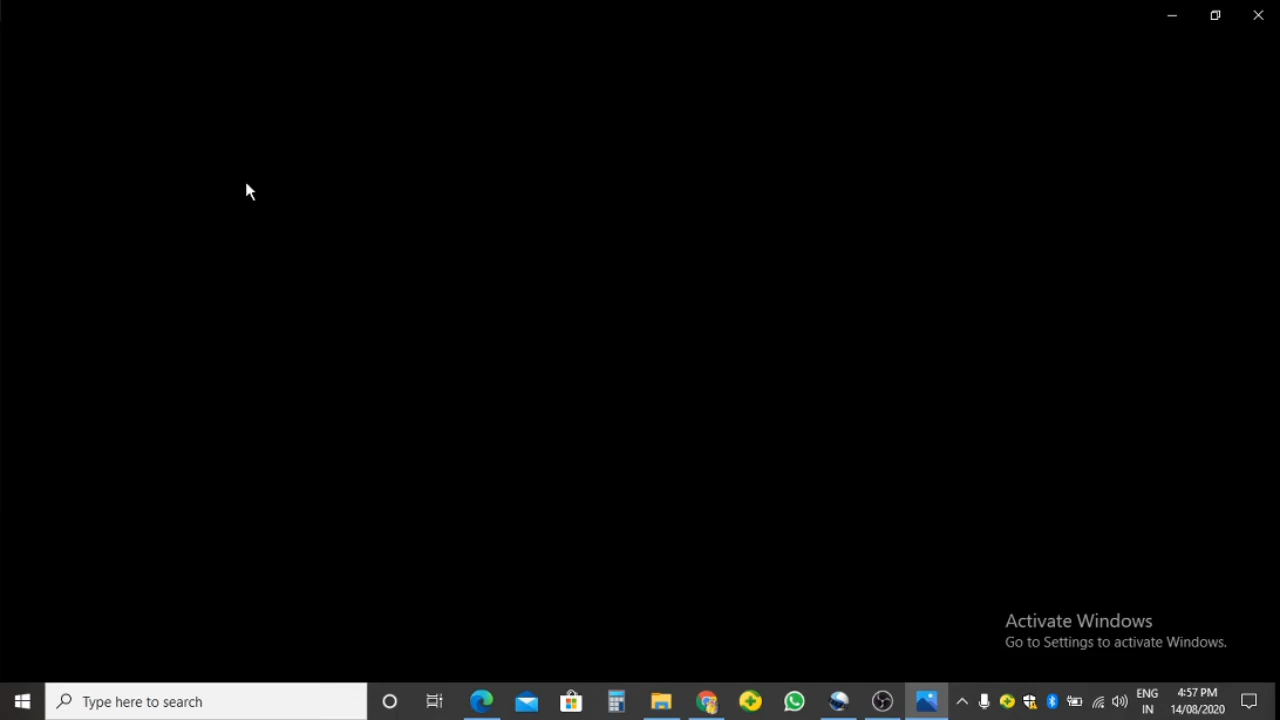 Activate Windows
Go to Settings to activate Windows.
Type here to search
ENG
IN
4:57 PM
14/08/2020